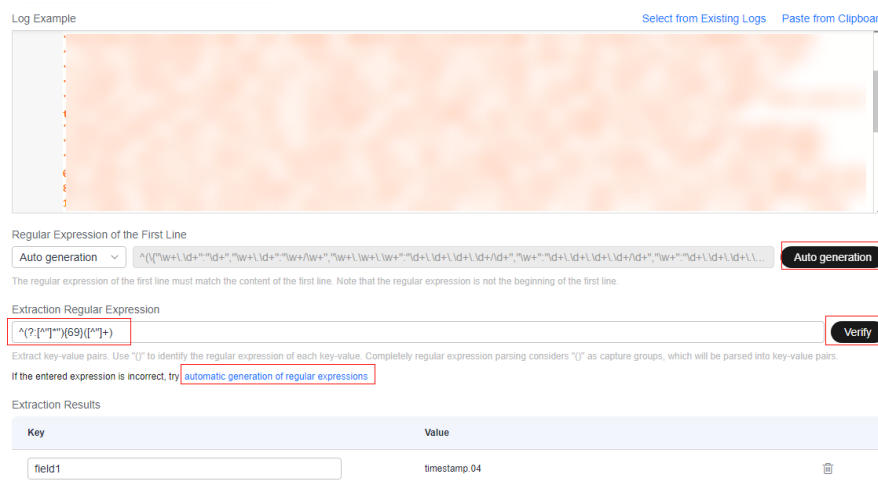 Log Example
Select from Existing Logs Paste from Clipboar
Regular Expression of the First Line
Auto generation ^(\{"\w+\.\d+":"\d+","\w+\.\d+":"\w+/\w+","\w+\.\w+\.\w+":"\d+\.\d+\.\d+\.\d+/\d+","\w+":"\d+\.\d+\.\d+\.\d+/\d+","\w+":"\d+\.\d+\.\d+\.\... Auto generation
The regular expression of the first line must match the content of the first line. Note that the regular expression is not the beginning of the first line.
Extraction Regular Expression
^(?:[^"]*"){69}([^"]+) Verify
Extract key-value pairs. Use "()" to identify the regular expression of each key-value. Completely regular expression parsing considers "()" as capture groups, which will be parsed into key-value pairs.
If the entered expression is incorrect, try automatic generation of regular expressions
Extraction Results
Key Value
field1 timestamp.04